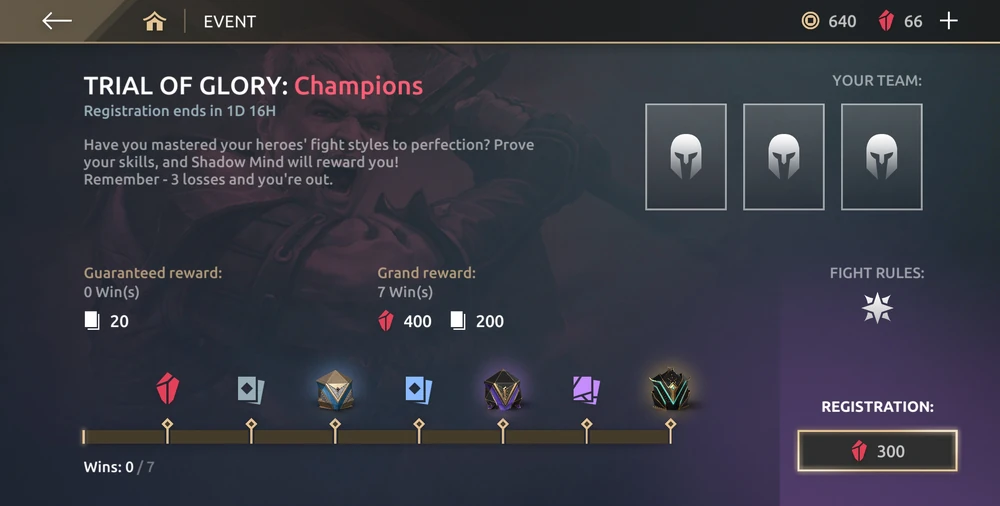 EVENT
640
66
TRIAL OF GLORY: Champions
Registration ends in 1D 16H
Have you mastered your heroes' fight styles to perfection? Prove
your skills, and Shadow Mind will reward you!
Remember - 3 losses and you're out.
YOUR TEAM:
Guaranteed reward:
0 Win(s)
20
Grand reward:
7 Win(s)
400
200
FIGHT RULES:
Wins: 0 / 7
REGISTRATION:
300